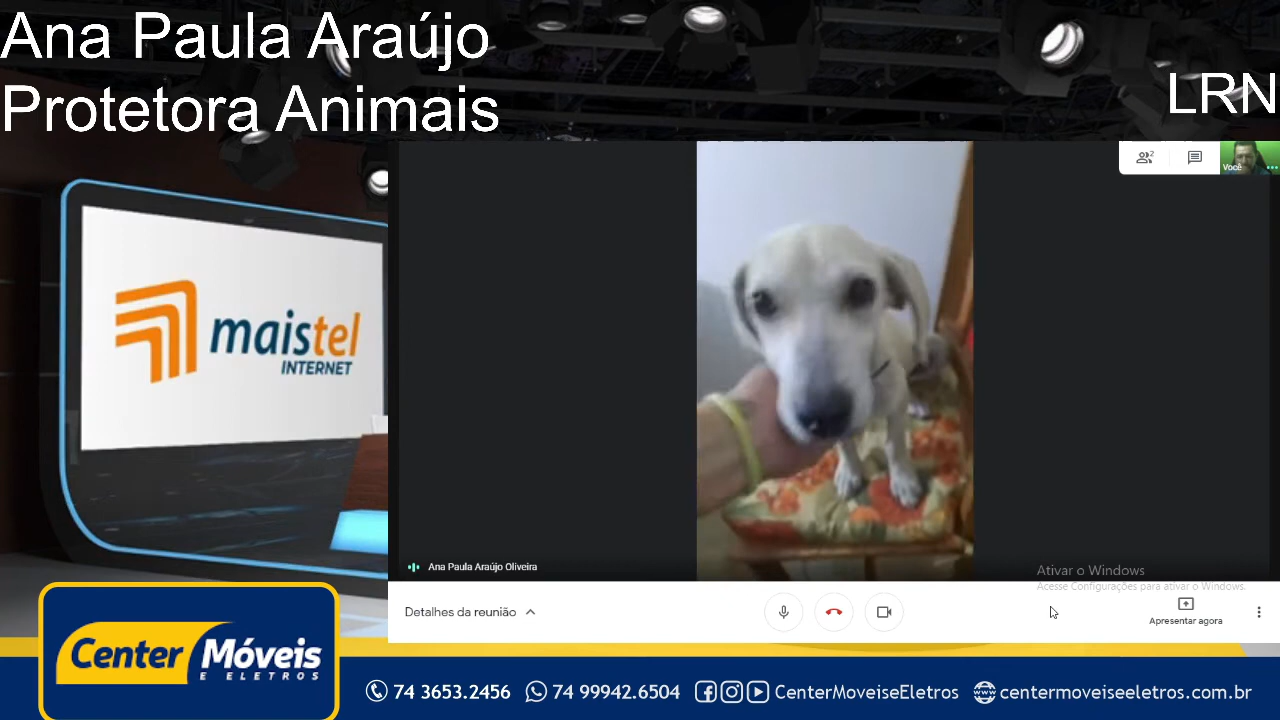 Ana Paula Araújo
Protetora Animais
LRN
2
Você
maistel
INTERNET
Ana Paula Araújo Oliveira
Ativar o Windows
Acesse Configurações para ativar o Windows.
Detalhes da reunião
Apresentar agora
Center Móveis
E ELETROS
74 3653.2456 74 99942.6504 CenterMoveiseEletros centermoveiseeletros.com.br